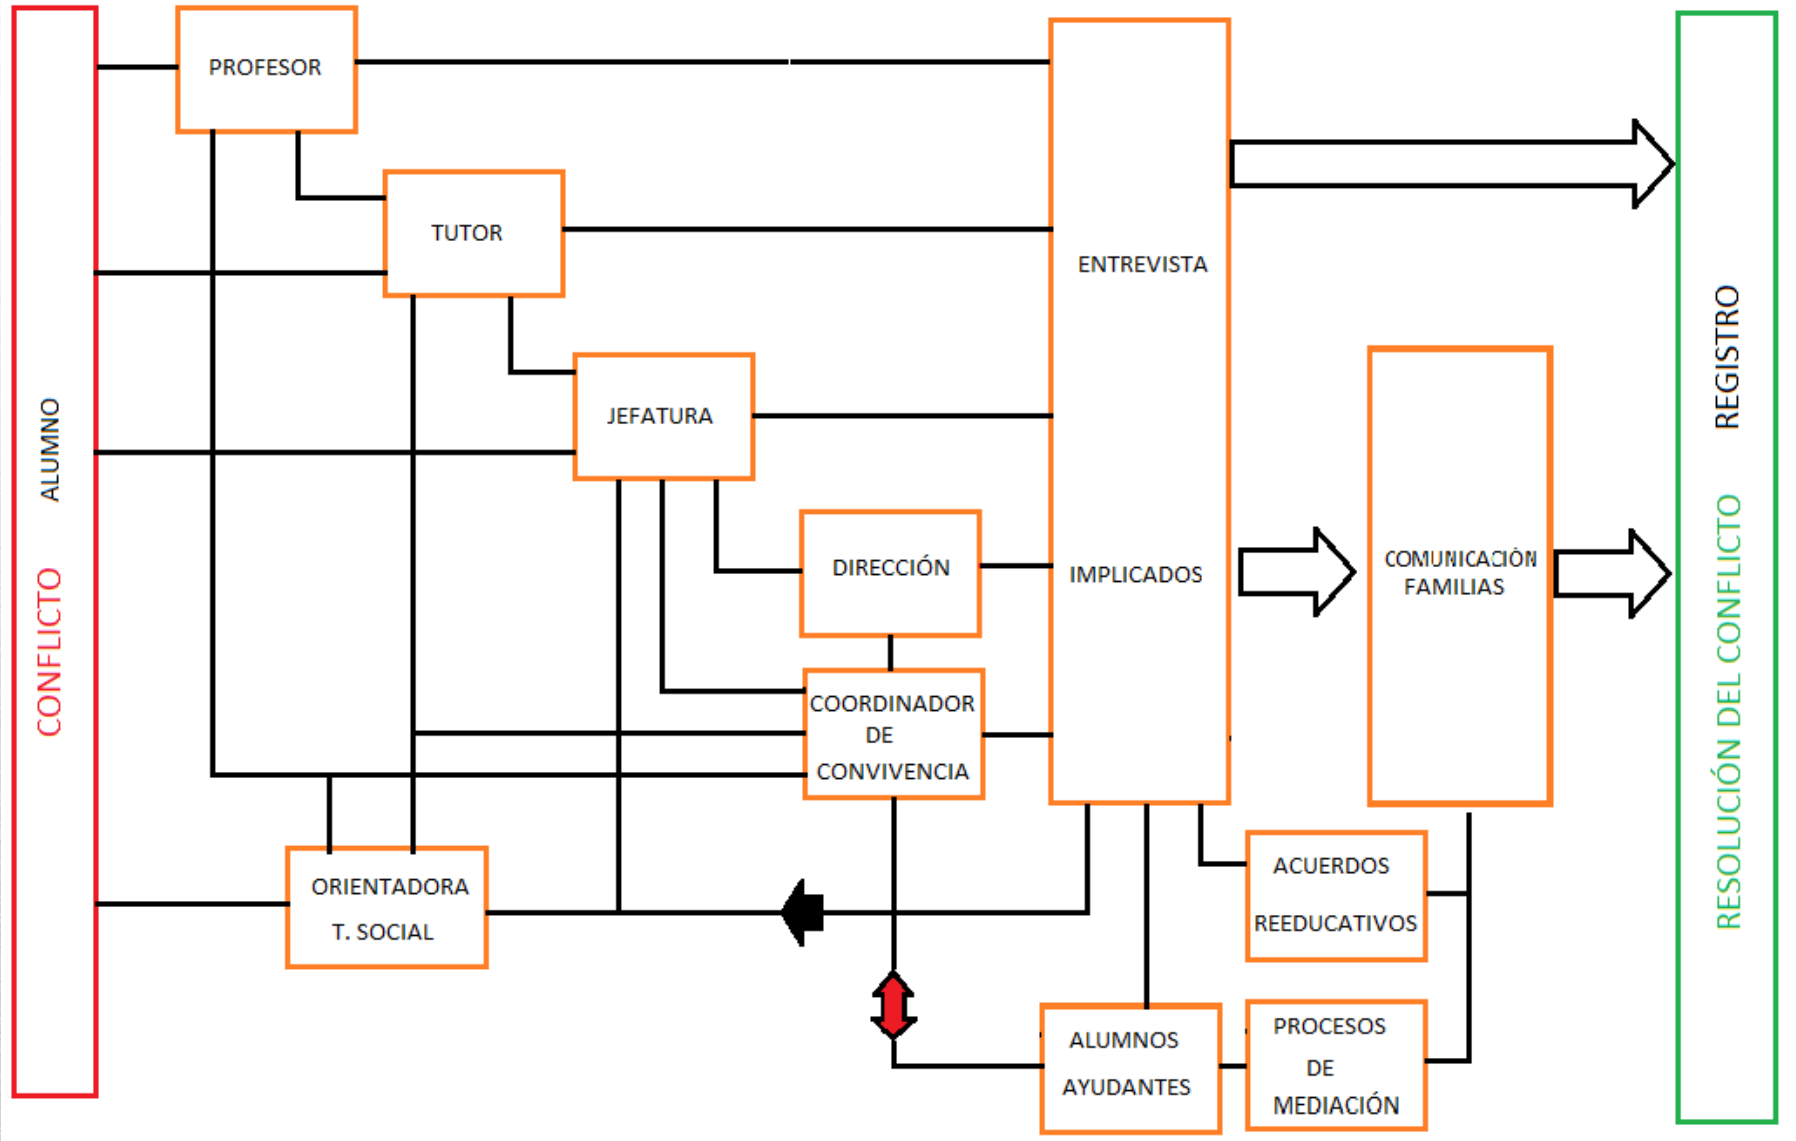 CONFLICTO ALUMNO
PROFESOR
TUTOR
JEFATURA
DIRECCIÓN
COORDINADOR
DE
CONVIVENCIA
ORIENTADORA
T. SOCIAL
ENTREVISTA
IMPLICADOS
ALUMNOS
AYUDANTES
ACUERDOS
REEDUCATIVOS
PROCESOS
DE
MEDIACIÓN
COMUNICACIÓN
FAMILIAS
RESOLUCIÓN DEL CONFLICTO REGISTRO